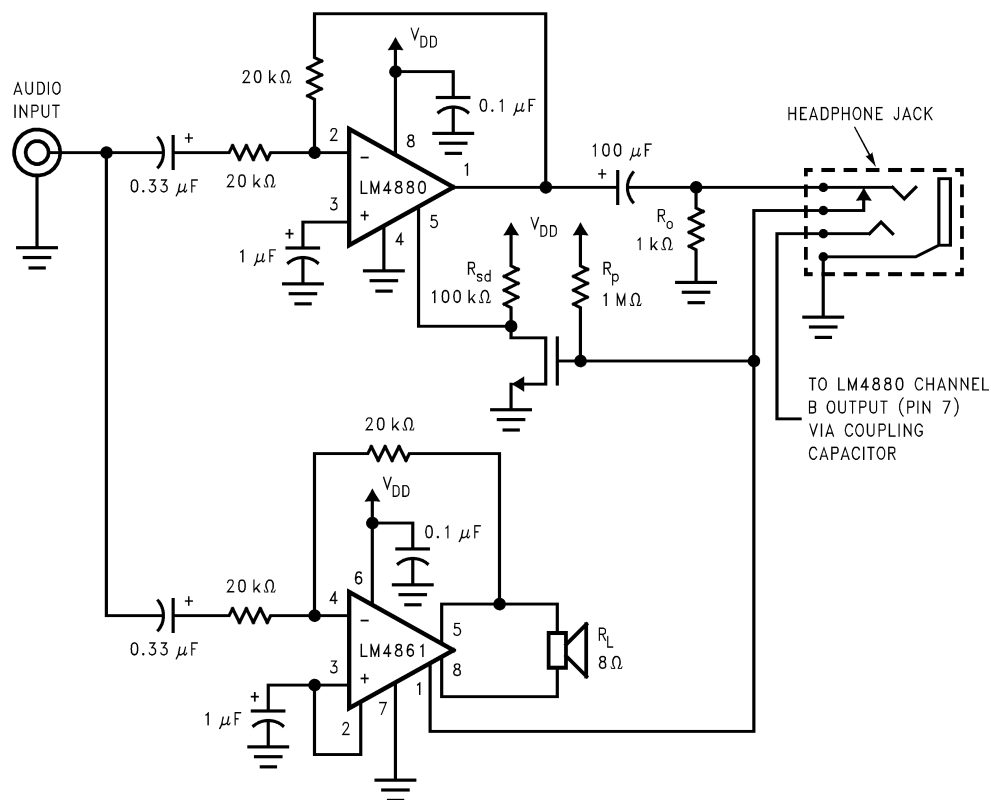 V_DD
20 kΩ
AUDIO
INPUT
0.1 μF
HEADPHONE JACK
+
0.33 μF
20 kΩ
2
8
1
−
LM4880
+
3
4
5
+
1 μF
100 μF
+
R_o
1 kΩ
V_DD
R_sd
100 kΩ
R_p
1 MΩ
TO LM4880 CHANNEL
B OUTPUT (PIN 7)
VIA COUPLING
CAPACITOR
20 kΩ
V_DD
0.1 μF
+
0.33 μF
20 kΩ
6
4
−
LM4861
+
3
5
8
1
R_L
8Ω
+
1 μF
2
7